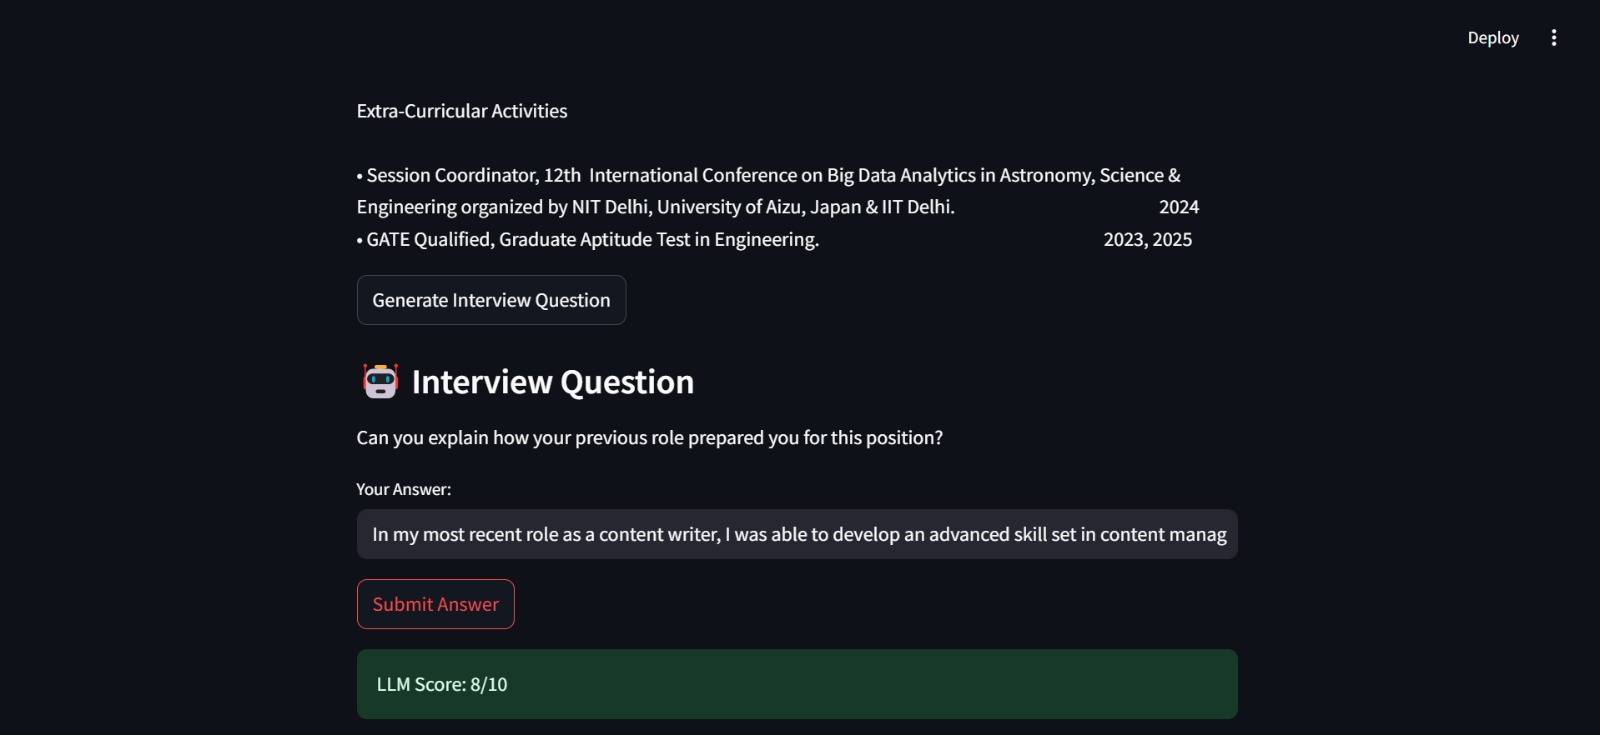 Deploy
Extra-Curricular Activities
• Session Coordinator, 12th  International Conference on Big Data Analytics in Astronomy, Science &
Engineering organized by NIT Delhi, University of Aizu, Japan & IIT Delhi. 2024
• GATE Qualified, Graduate Aptitude Test in Engineering. 2023, 2025
Generate Interview Question
Interview Question
Can you explain how your previous role prepared you for this position?
Your Answer:
In my most recent role as a content writer, I was able to develop an advanced skill set in content manag
Submit Answer
LLM Score: 8/10